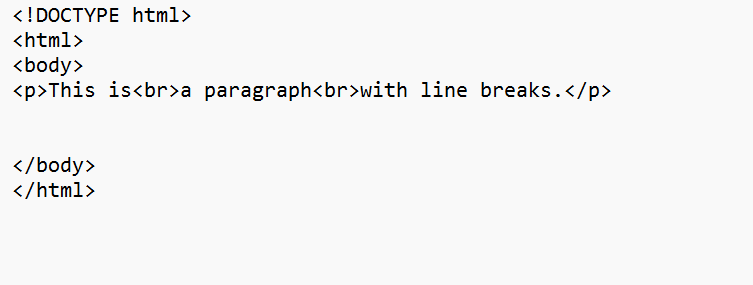 <!DOCTYPE html>
<html>
<body>
<p>This is<br>a paragraph<br>with line breaks.</p>
</body>
</html>